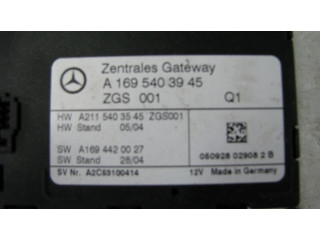 Zentrales Gateway
A 169 540 39 45
ZGS 001 Q1
HW A211 540 35 45 ZGS001
HW Stand 05/04
SW A169 442 00 27
SW Stand 28/04
060928 02908 2 B
SV Nr. A2C53100414 12V Made in Germany